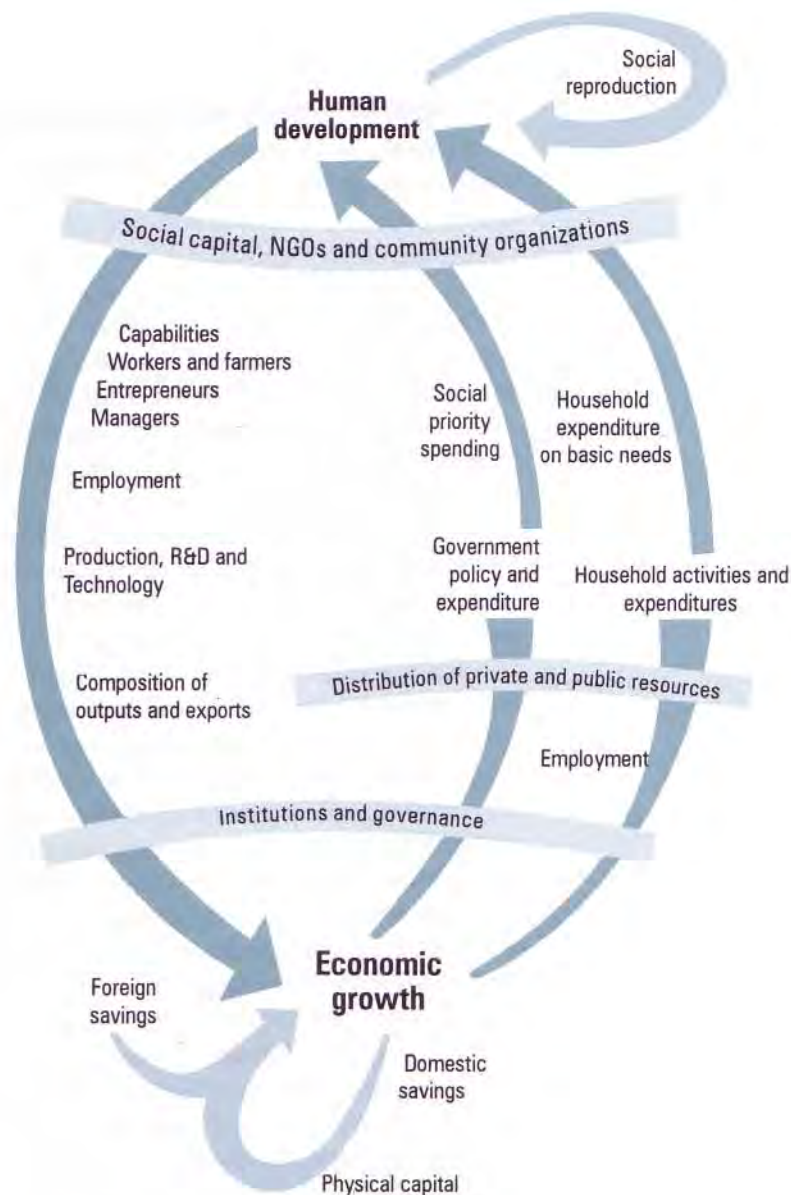 Social
reproduction
Human
development
Social capital, NGOs and community organizations
Capabilities
Workers and farmers
Entrepreneurs
Managers
Employment
Production, R&D and
Technology
Composition of
outputs and exports
Social
priority
spending
Household
expenditure
on basic needs
Government
policy and
expenditure
Household activities and
expenditures
Distribution of private and public resources
Employment
Institutions and governance
Economic
growth
Foreign
savings
Domestic
savings
Physical capital